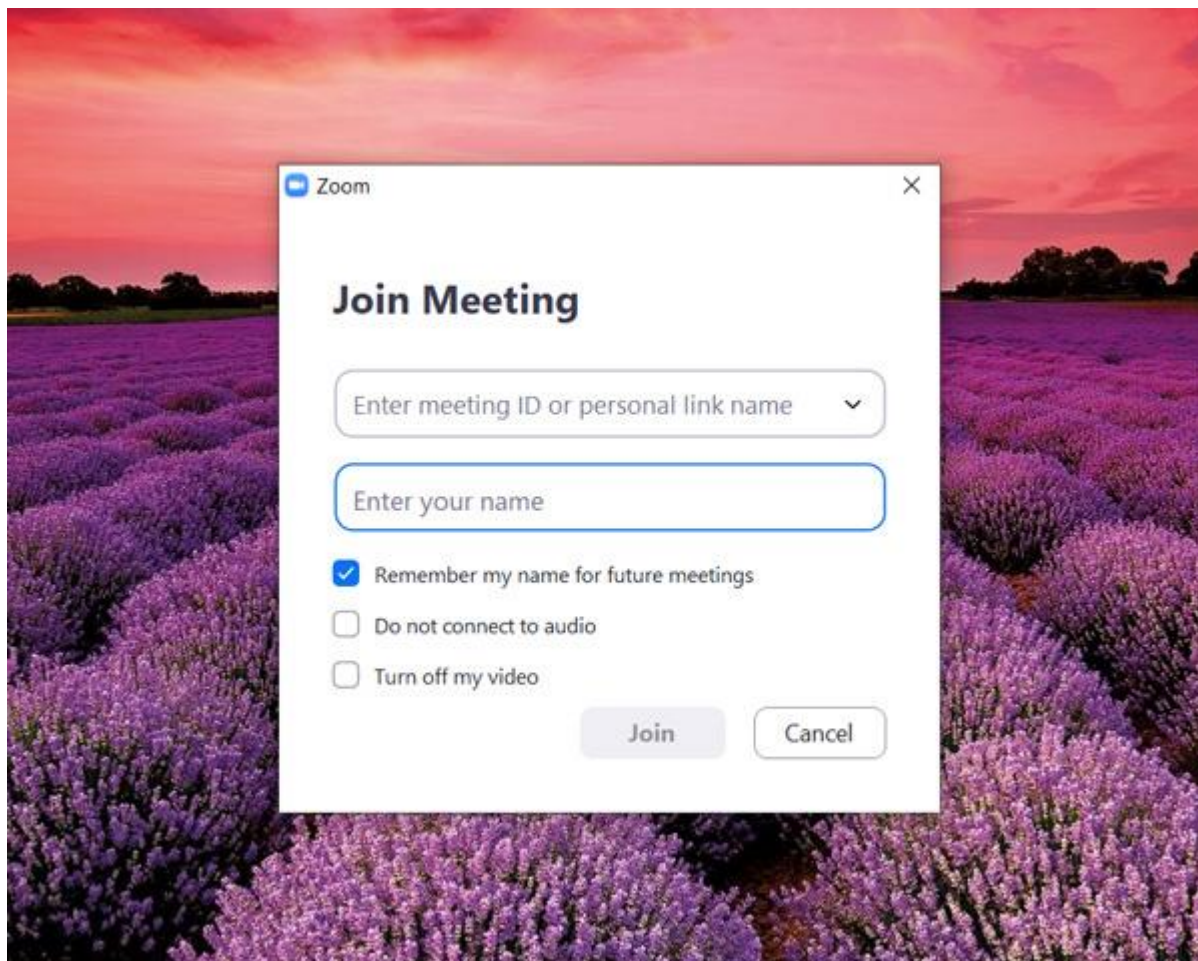 Zoom
Join Meeting
Enter meeting ID or personal link name
Enter your name
Remember my name for future meetings
Do not connect to audio
Turn off my video
Join Cancel